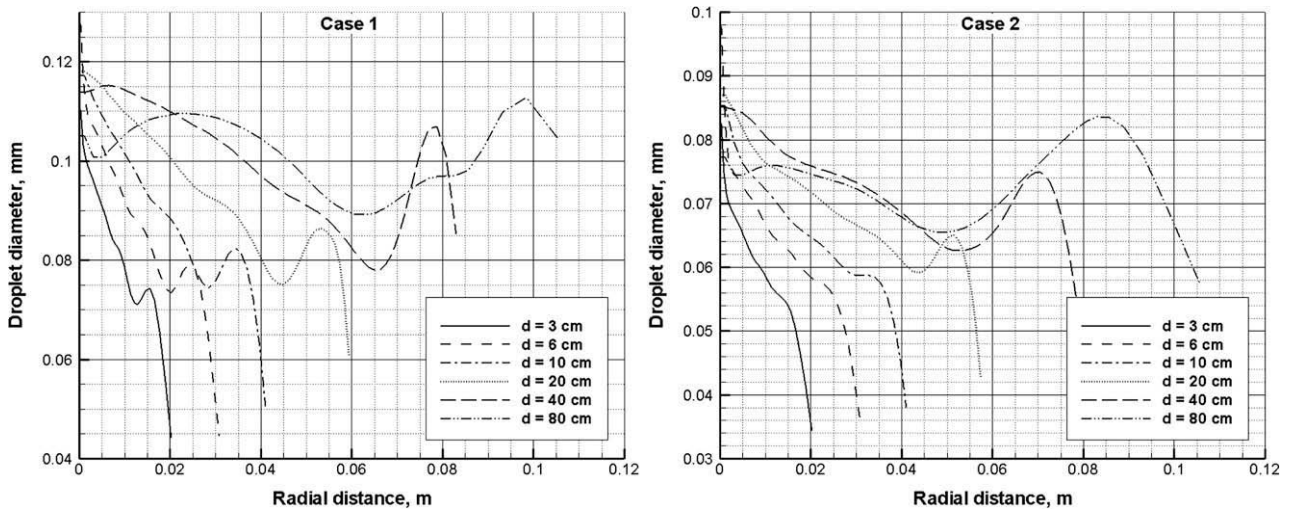 Case 1
Droplet diameter, mm
0.12
0.1
0.08
0.06
0.04
0 0.02 0.04 0.06 0.08 0.1 0.12
Radial distance, m
d = 3 cm
d = 6 cm
d = 10 cm
d = 20 cm
d = 40 cm
d = 80 cm
Case 2
Droplet diameter, mm
0.1
0.09
0.08
0.07
0.06
0.05
0.04
0.03
0 0.02 0.04 0.06 0.08 0.1 0.12
Radial distance, m
d = 3 cm
d = 6 cm
d = 10 cm
d = 20 cm
d = 40 cm
d = 80 cm